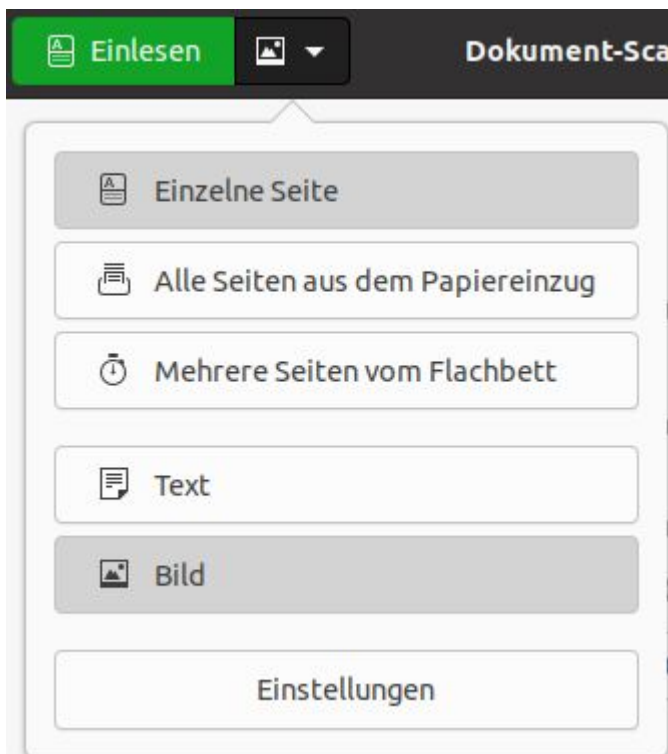 Einlesen
Dokument-Sca
Einzelne Seite
Alle Seiten aus dem Papiereinzug
Mehrere Seiten vom Flachbett
Text
Bild
Einstellungen